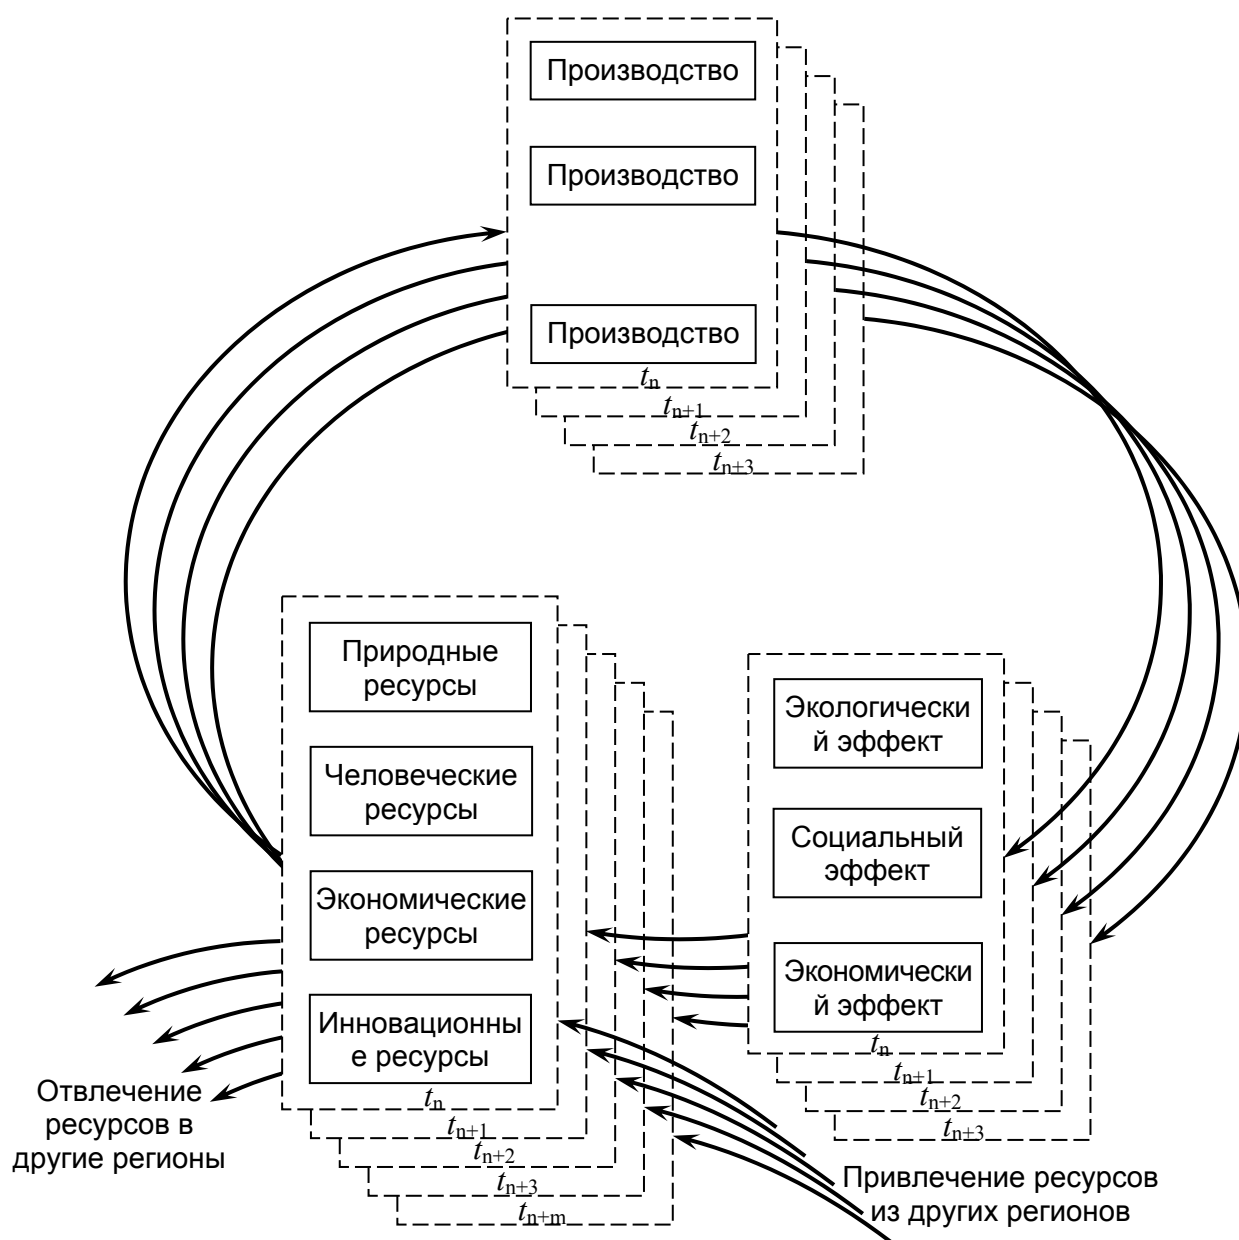 Производство
Производство
Производство
tn
tn+1
tn+2
tn+3
Природные
ресурсы
Человеческие
ресурсы
Экономические
ресурсы
Инновационны
е ресурсы
tn
tn+1
tn+2
tn+3
tn+m
Экологически
й эффект
Социальный
эффект
Экономически
й эффект
tn
tn+1
tn+2
tn+3
Отвлечение
ресурсов в
другие регионы
Привлечение ресурсов
из других регионов